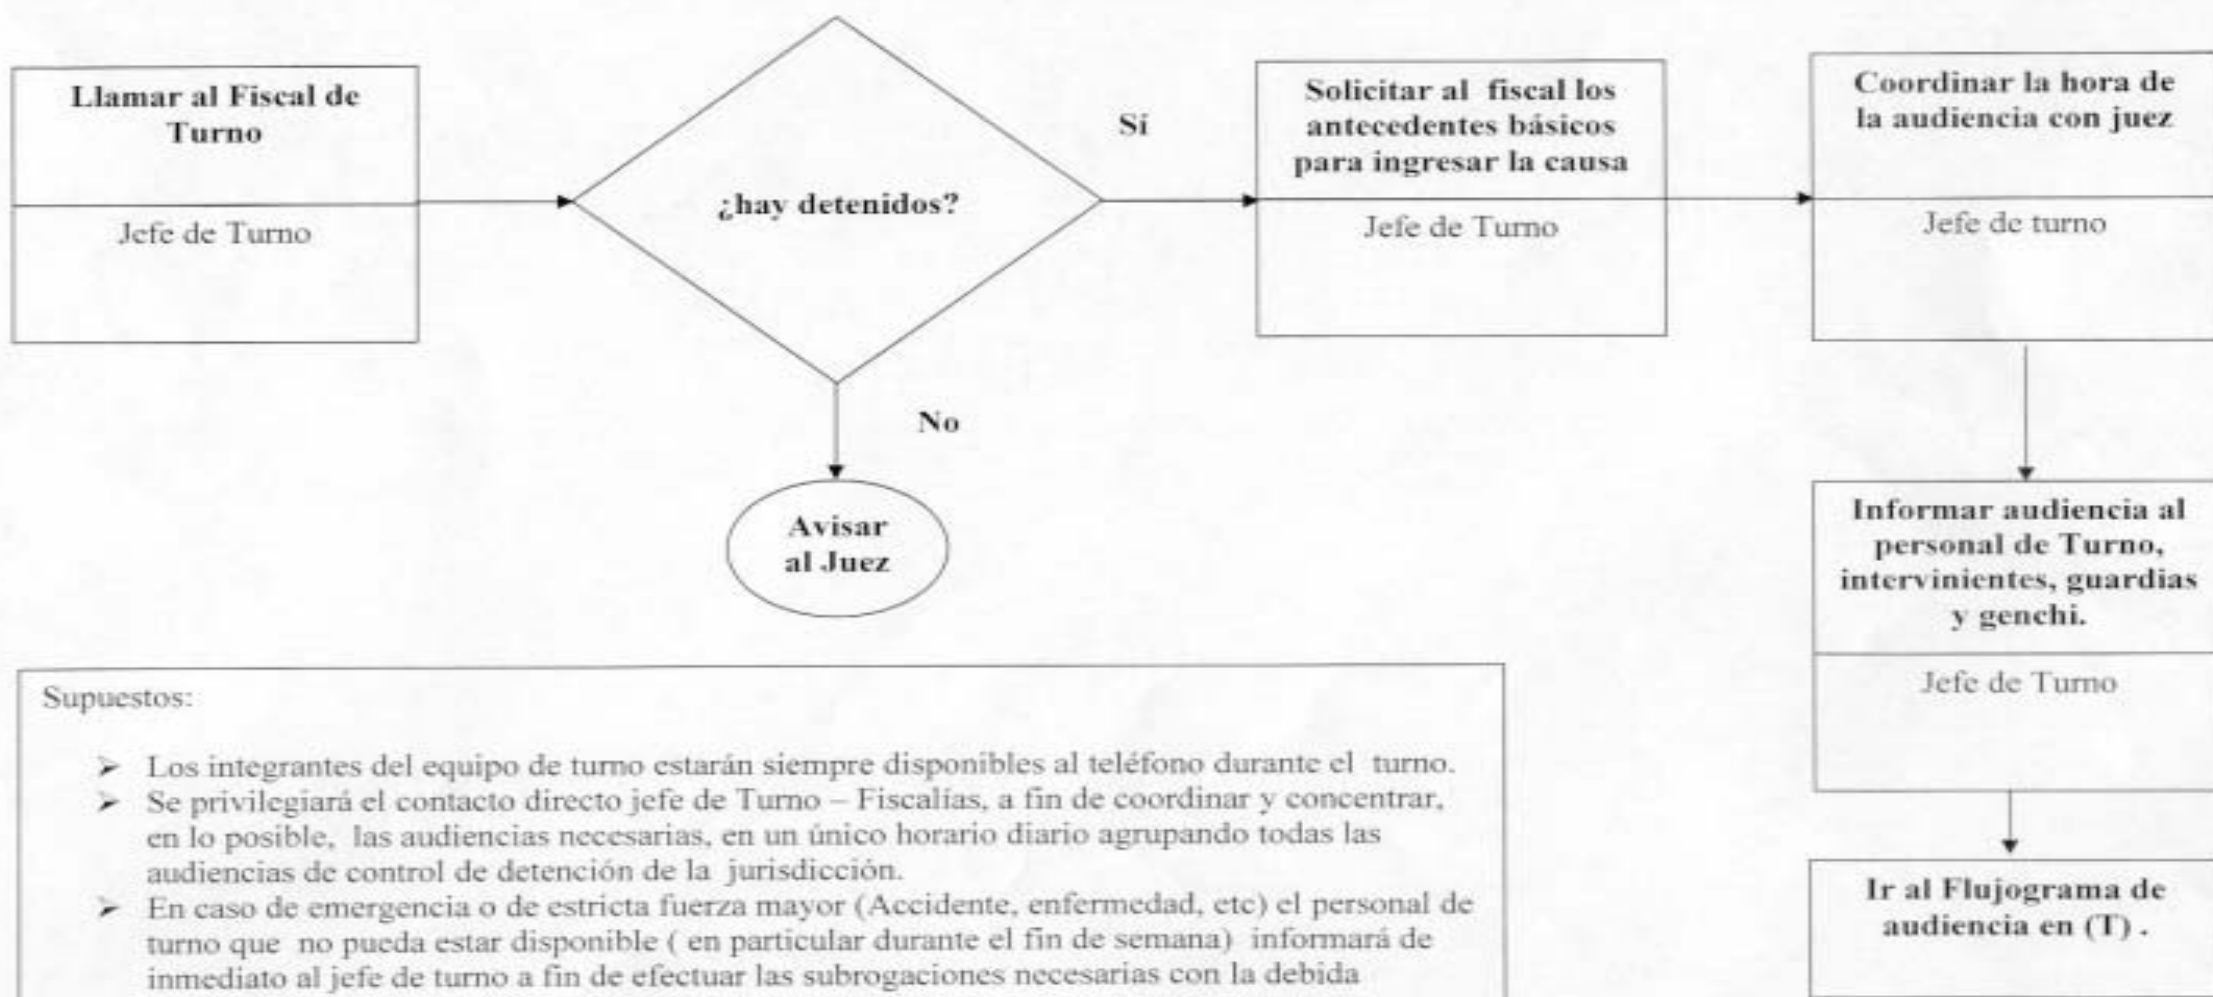 Llamar al Fiscal de
Turno
Jefe de Turno
¿hay detenidos?
Sí
No
Avisar
al Juez
Solicitar al fiscal los
antecedentes básicos
para ingresar la causa
Jefe de Turno
Coordinar la hora de
la audiencia con juez
Jefe de turno
Informar audiencia al
personal de Turno,
intervinientes, guardias
y genchi.
Jefe de Turno
Ir al Flujograma de
audiencia en (T) .
Supuestos:
➢ Los integrantes del equipo de turno estarán siempre disponibles al teléfono durante el turno.
➢ Se privilegiará el contacto directo jefe de Turno – Fiscalías, a fin de coordinar y concentrar,
en lo posible, las audiencias necesarias, en un único horario diario agrupando todas las
audiencias de control de detención de la jurisdicción.
➢ En caso de emergencia o de estricta fuerza mayor (Accidente, enfermedad, etc) el personal de
turno que no pueda estar disponible ( en particular durante el fin de semana) informará de
inmediato al jefe de turno a fin de efectuar las subrogaciones necesarias con la debida